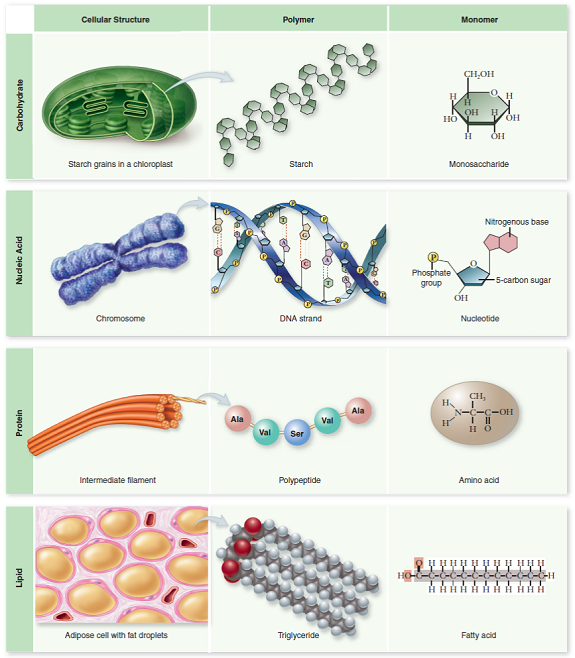 Cellular Structure
Polymer
Monomer
Carbohydrate
Starch grains in a chloroplast
Starch
CH₂OH
O
H
H
H
OH
H
HO
OH
H
OH
Monosaccharide
Nucleic Acid
P
P
P
P
P
P
P
P
P
P
G
C
T
A
A
G
C
A
T
G
C
Chromosome
DNA strand
Nitrogenous base
P
Phosphate
group
O
5-carbon sugar
OH
Nucleotide
Protein
Ala
Val
Ser
Val
Ala
H
CH₃
N—C—C—OH
H
H
O
Intermediate filament
Polypeptide
Amino acid
Lipid
O H H H H H H H H H H H
HO C C C C C C C C C C C C H
H H H H H H H H H H H
Adipose cell with fat droplets
Triglyceride
Fatty acid